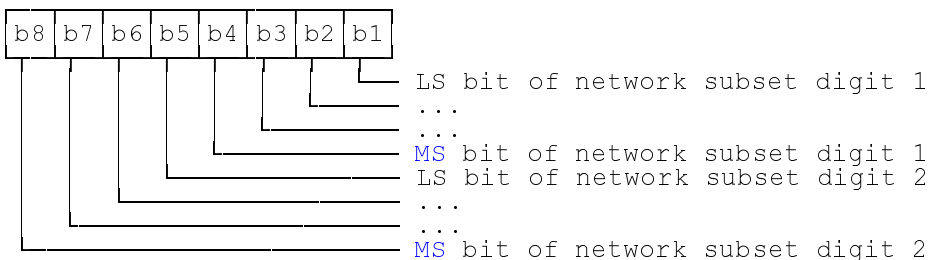 b8 b7 b6 b5 b4 b3 b2 b1
LS bit of network subset digit 1
...
...
MS bit of network subset digit 1
LS bit of network subset digit 2
...
...
MS bit of network subset digit 2